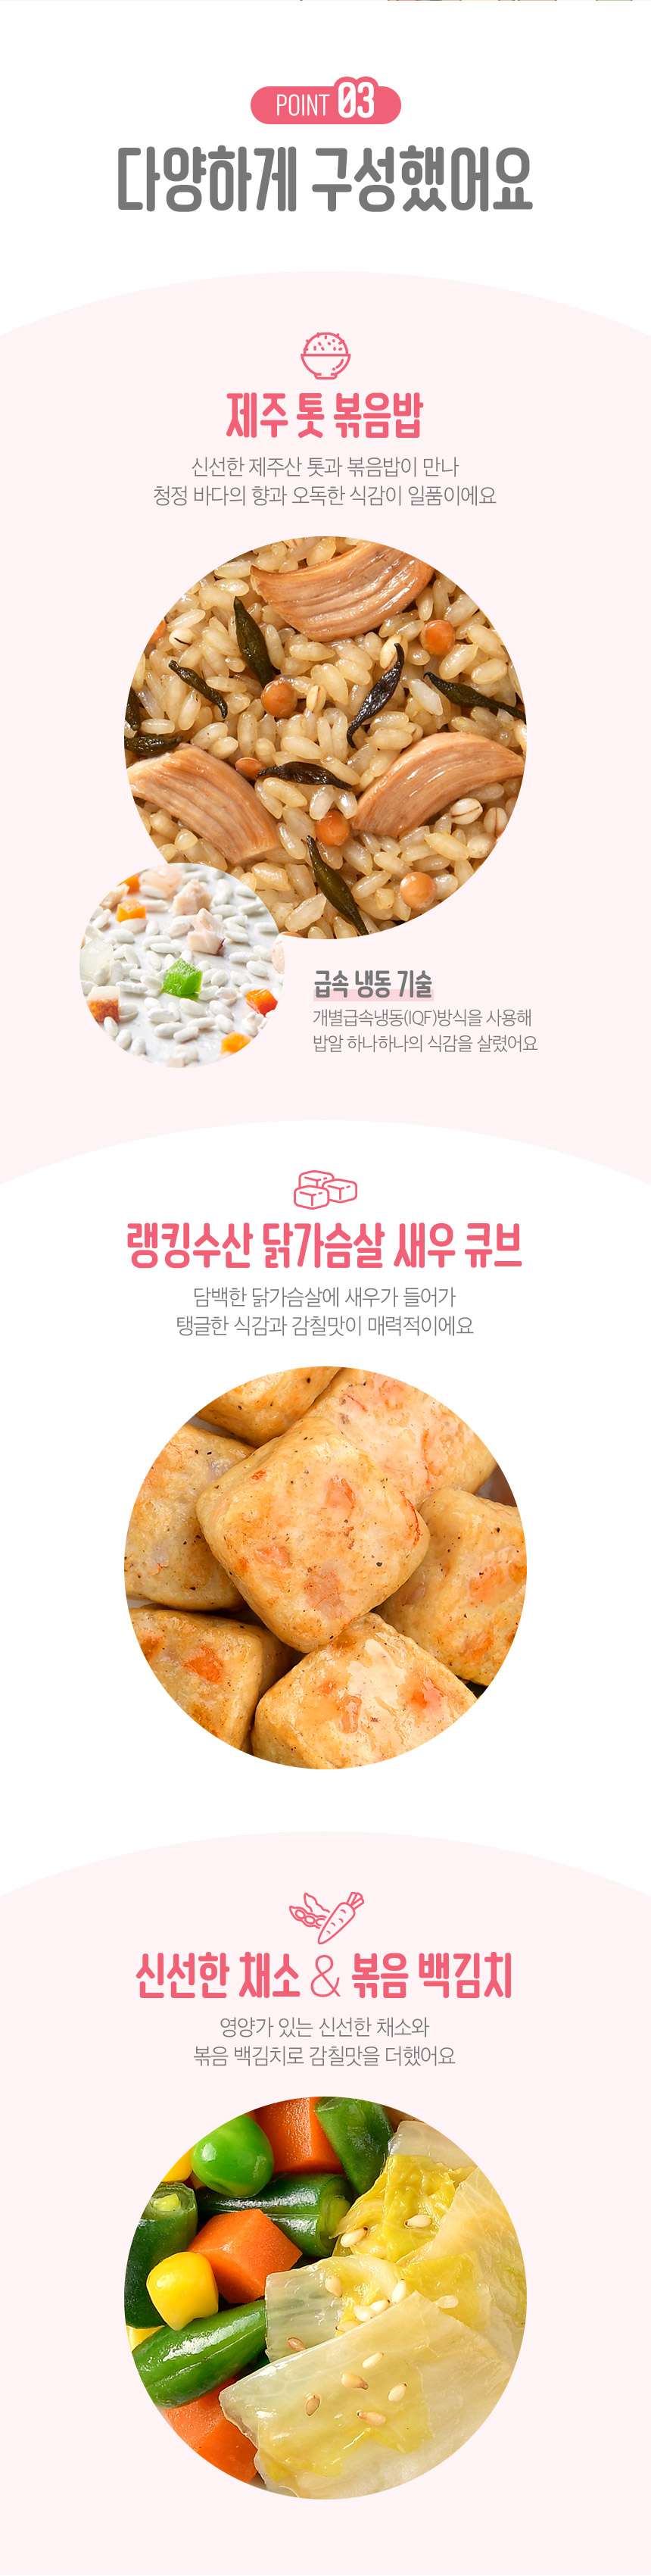 POINT 03
다양하게 구성했어요
제주 톳 볶음밥
신선한 제주산 톳과 볶음밥이 만나
청정 바다의 향과 오독한 식감이 일품이에요
급속 냉동 기술
개별급속냉동(IQF)방식을 사용해
밥알 하나하나의 식감을 살렸어요
랭킹수산 닭가슴살 새우 큐브
담백한 닭가슴살에 새우가 들어가
탱글한 식감과 감칠맛이 매력적이에요
신선한 채소 & 볶음 백김치
영양가 있는 신선한 채소와
볶음 백김치로 감칠맛을 더했어요